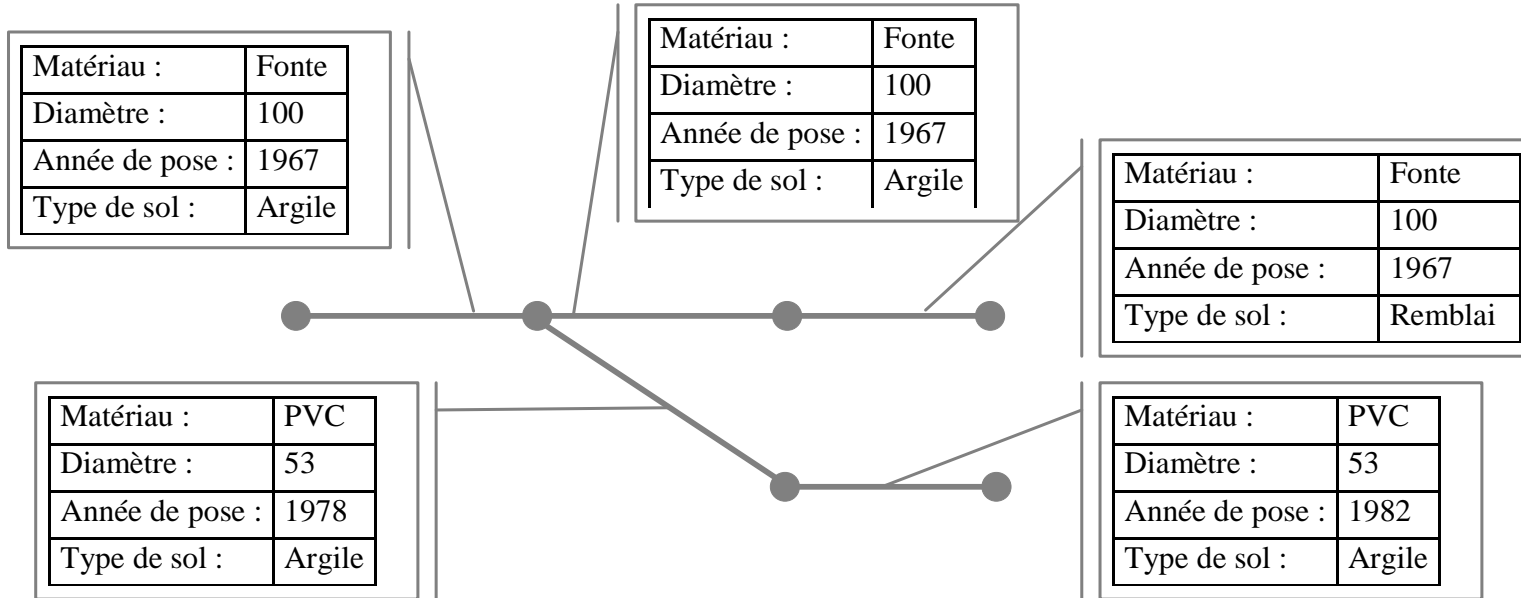 Matériau : Fonte
Diamètre : 100
Année de pose : 1967
Type de sol : Argile
Matériau : Fonte
Diamètre : 100
Année de pose : 1967
Type de sol : Argile
Matériau : Fonte
Diamètre : 100
Année de pose : 1967
Type de sol : Remblai
Matériau : PVC
Diamètre : 53
Année de pose : 1978
Type de sol : Argile
Matériau : PVC
Diamètre : 53
Année de pose : 1982
Type de sol : Argile